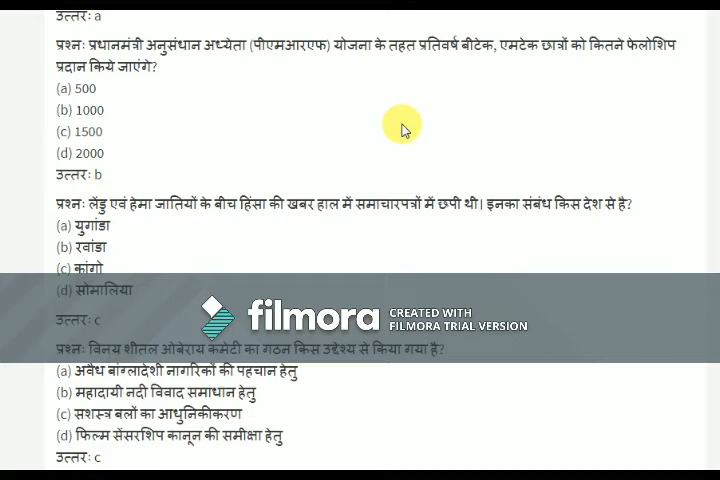 उत्तर: a
प्रश्न: प्रधानमंत्री अनुसंधान अध्येता (पीएमआरएफ) योजना के तहत प्रतिवर्ष बीटेक, एमटेक छात्रों को कितने फेलोशिप
प्रदान किये जाएंगे?
(a) 500
(b) 1000
(c) 1500
(d) 2000
उत्तर: b
प्रश्न: लेंडु एवं हेमा जातियों के बीच हिंसा की खबर हाल में समाचारपत्रों में छपी थी। इनका संबंध किस देश से है?
(a) युगांडा
(b) रवांडा
(c) कांगो
(d) सोमालिया
filmora CREATED WITH
FILMORA TRIAL VERSION
उत्तर: c
प्रश्न: विनय शीतल ओबेराय कमेटी का गठन किस उद्देश्य से किया गया है?
(a) अवैध बांग्लादेशी नागरिकों की पहचान हेतु
(b) महादायी नदी विवाद समाधान हेतु
(c) सशस्त्र बलों का आधुनिकीकरण
(d) फिल्म सेंसरशिप कानून की समीक्षा हेतु
उत्तर: c